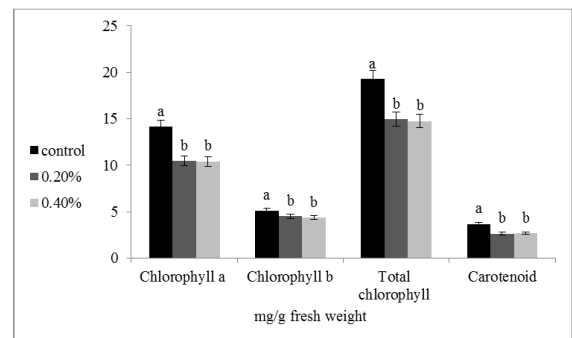 25
20
15
10
5
0
control
0.20%
0.40%
a
b b
a
b b
a
b b
a
b b
Chlorophyll a Chlorophyll b Total chlorophyll Carotenoid
mg/g fresh weight